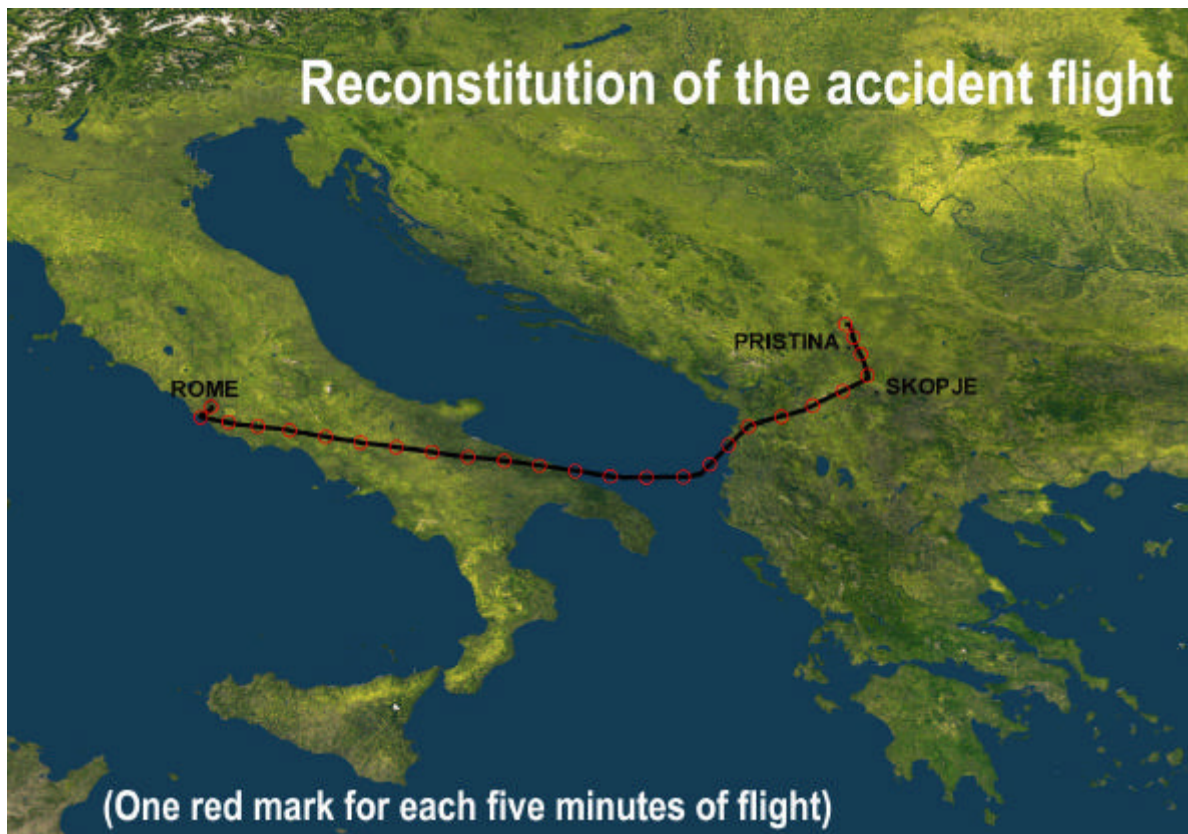 Reconstitution of the accident flight
PRISTINA
ROME
SKOPJE
(One red mark for each five minutes of flight)